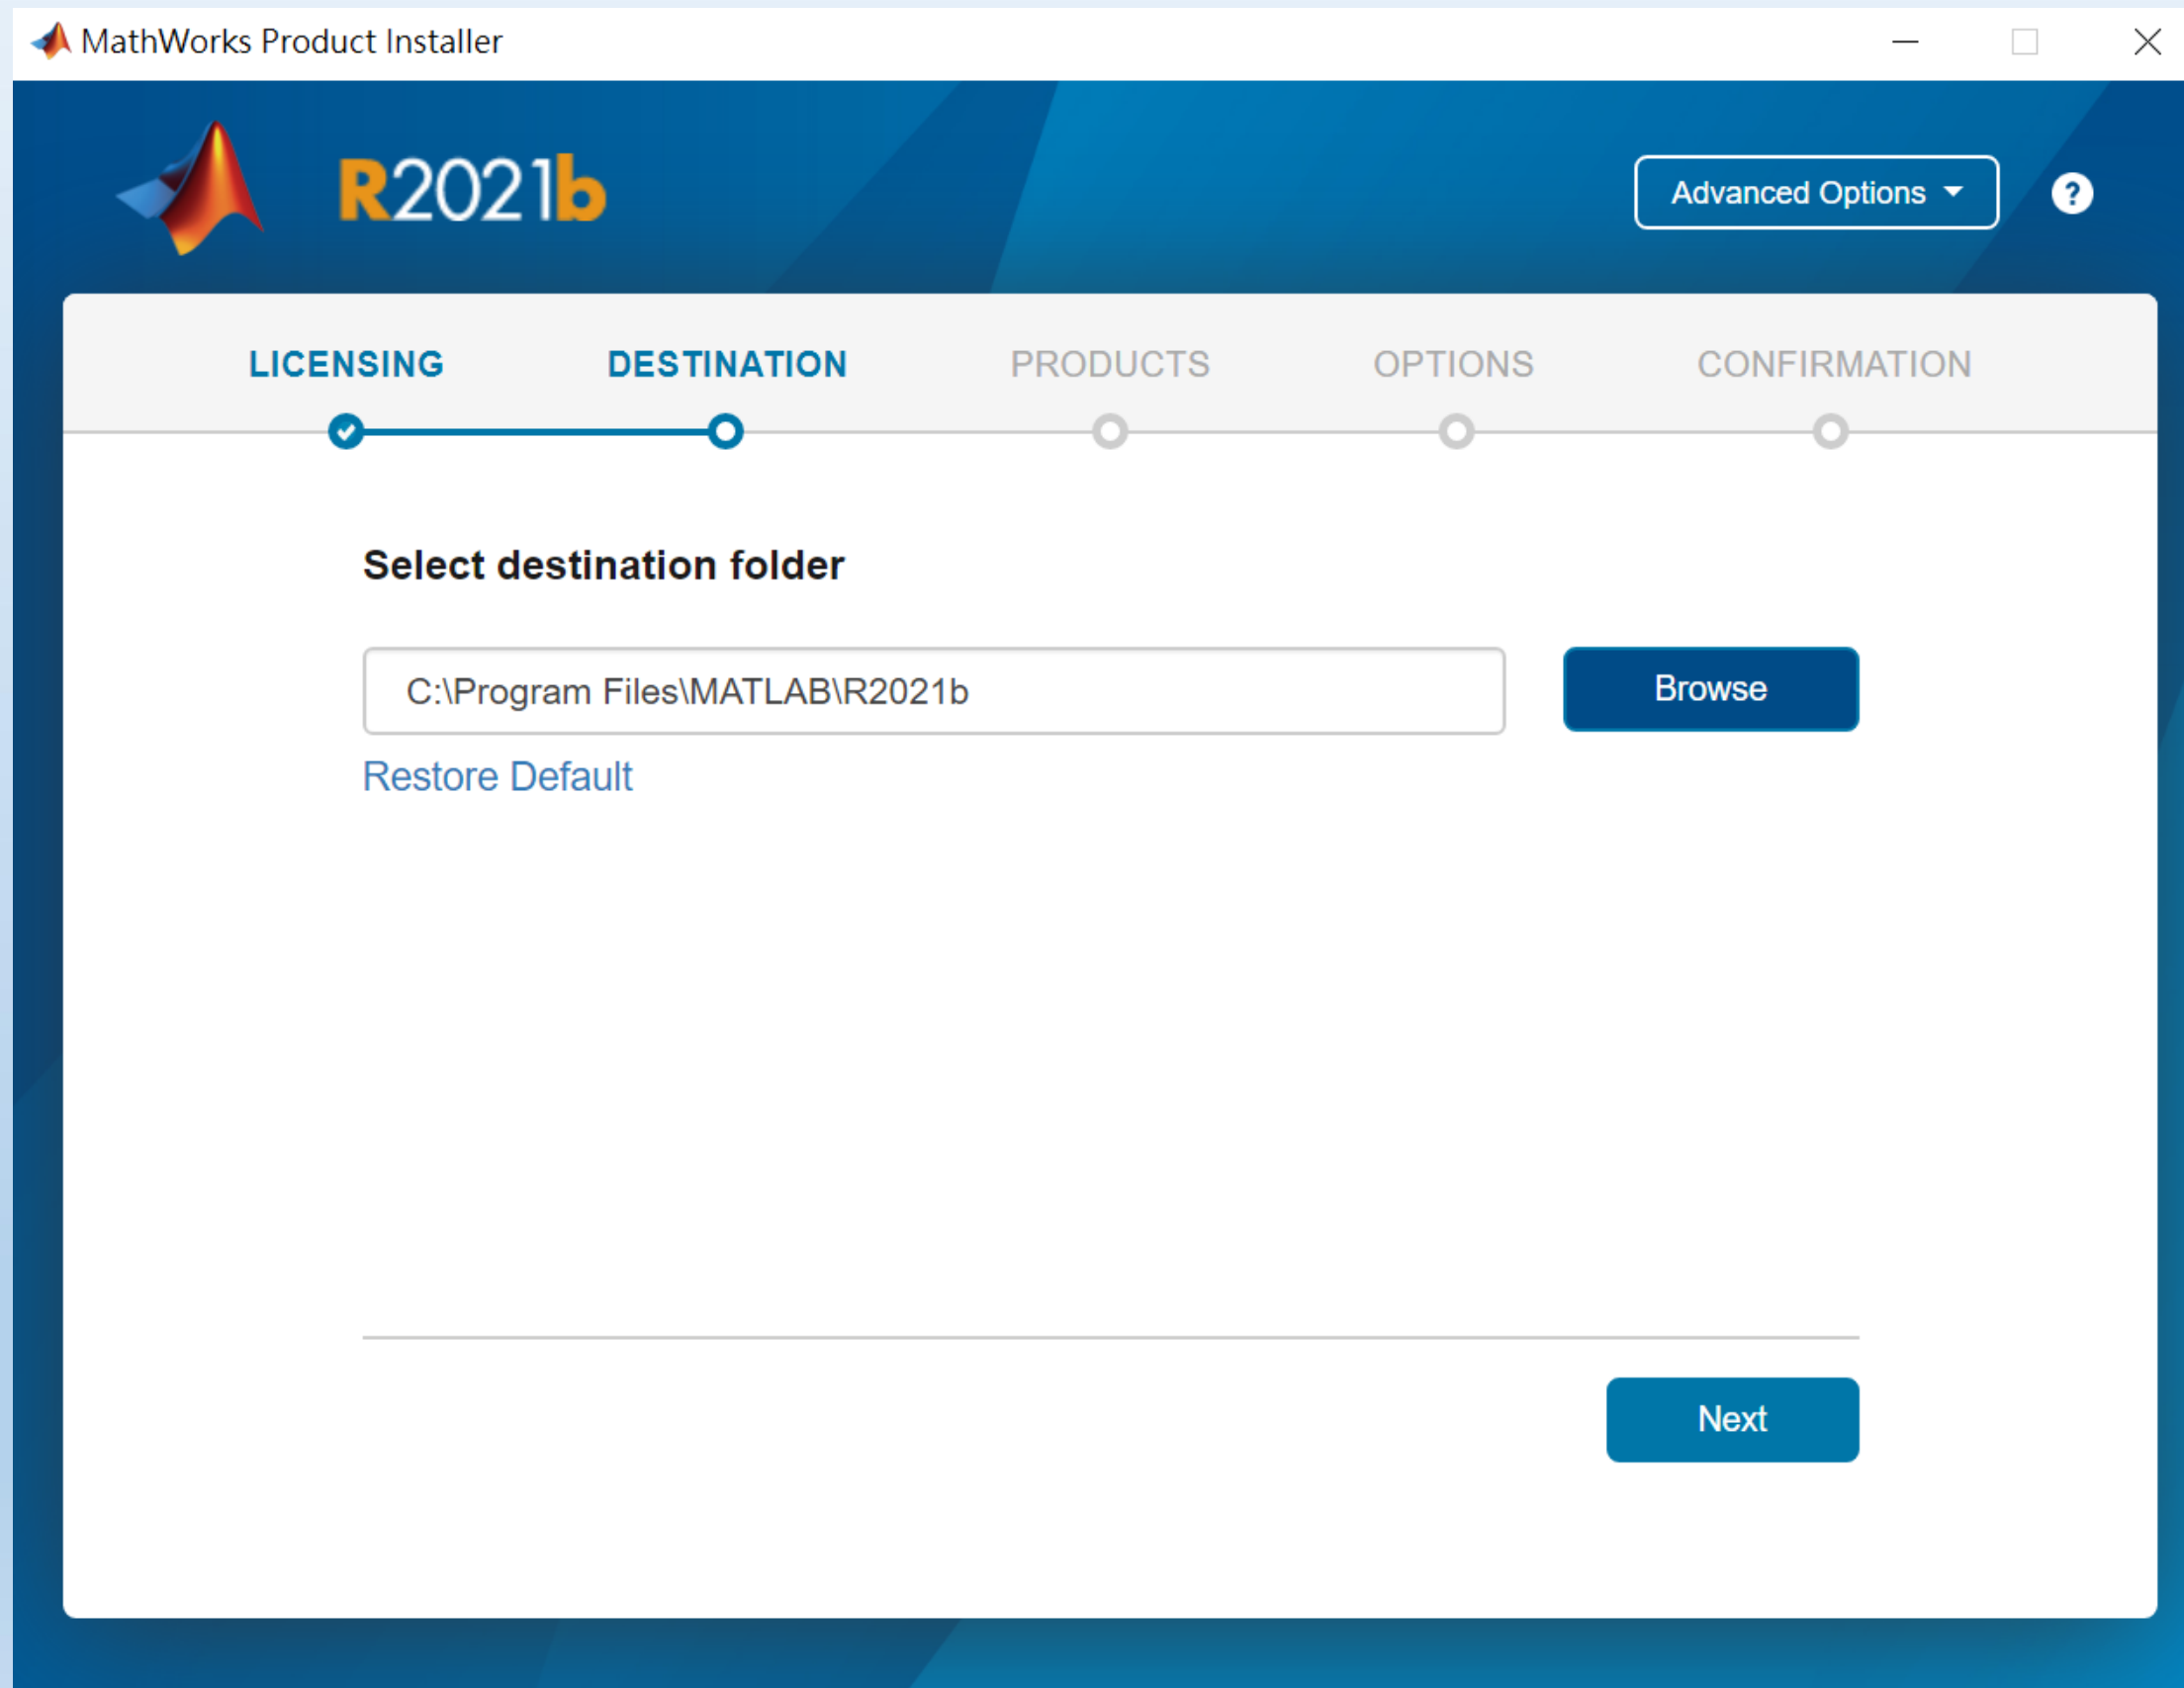 MathWorks Product Installer
R2021b
Advanced Options
?
LICENSING DESTINATION PRODUCTS OPTIONS CONFIRMATION
Select destination folder
C:\Program Files\MATLAB\R2021b
Browse
Restore Default
Next